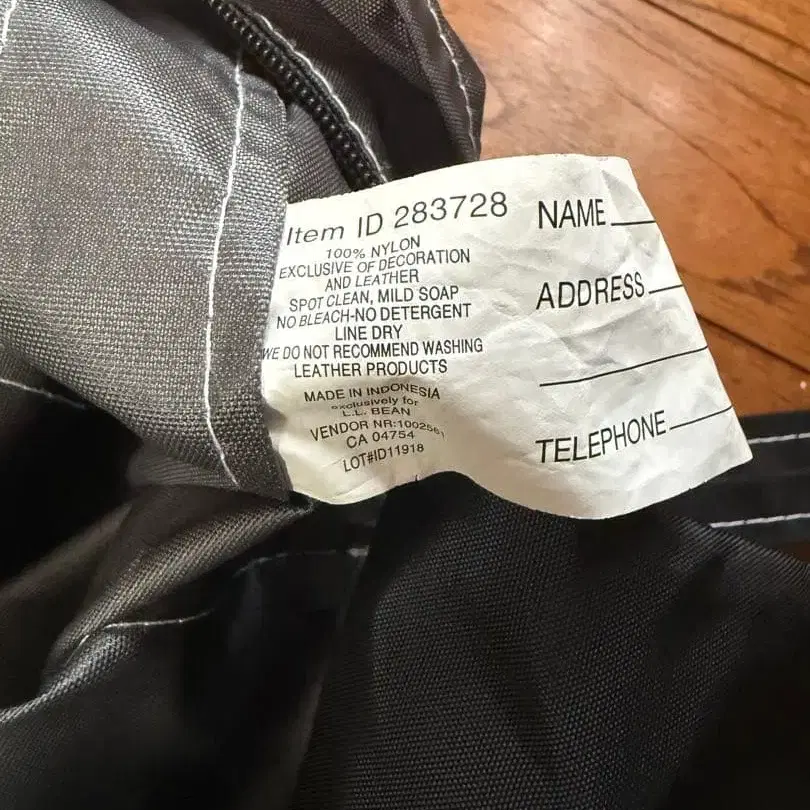 Item ID 283728
100% NYLON
EXCLUSIVE OF DECORATION
AND LEATHER
SPOT CLEAN, MILD SOAP
NO BLEACH-NO DETERGENT
LINE DRY
WE DO NOT RECOMMEND WASHING
LEATHER PRODUCTS
MADE IN INDONESIA
exclusively for
L.L. BEAN
VENDOR NR:1002561
CA 04754
LOT#ID11918
NAME
ADDRESS
TELEPHONE